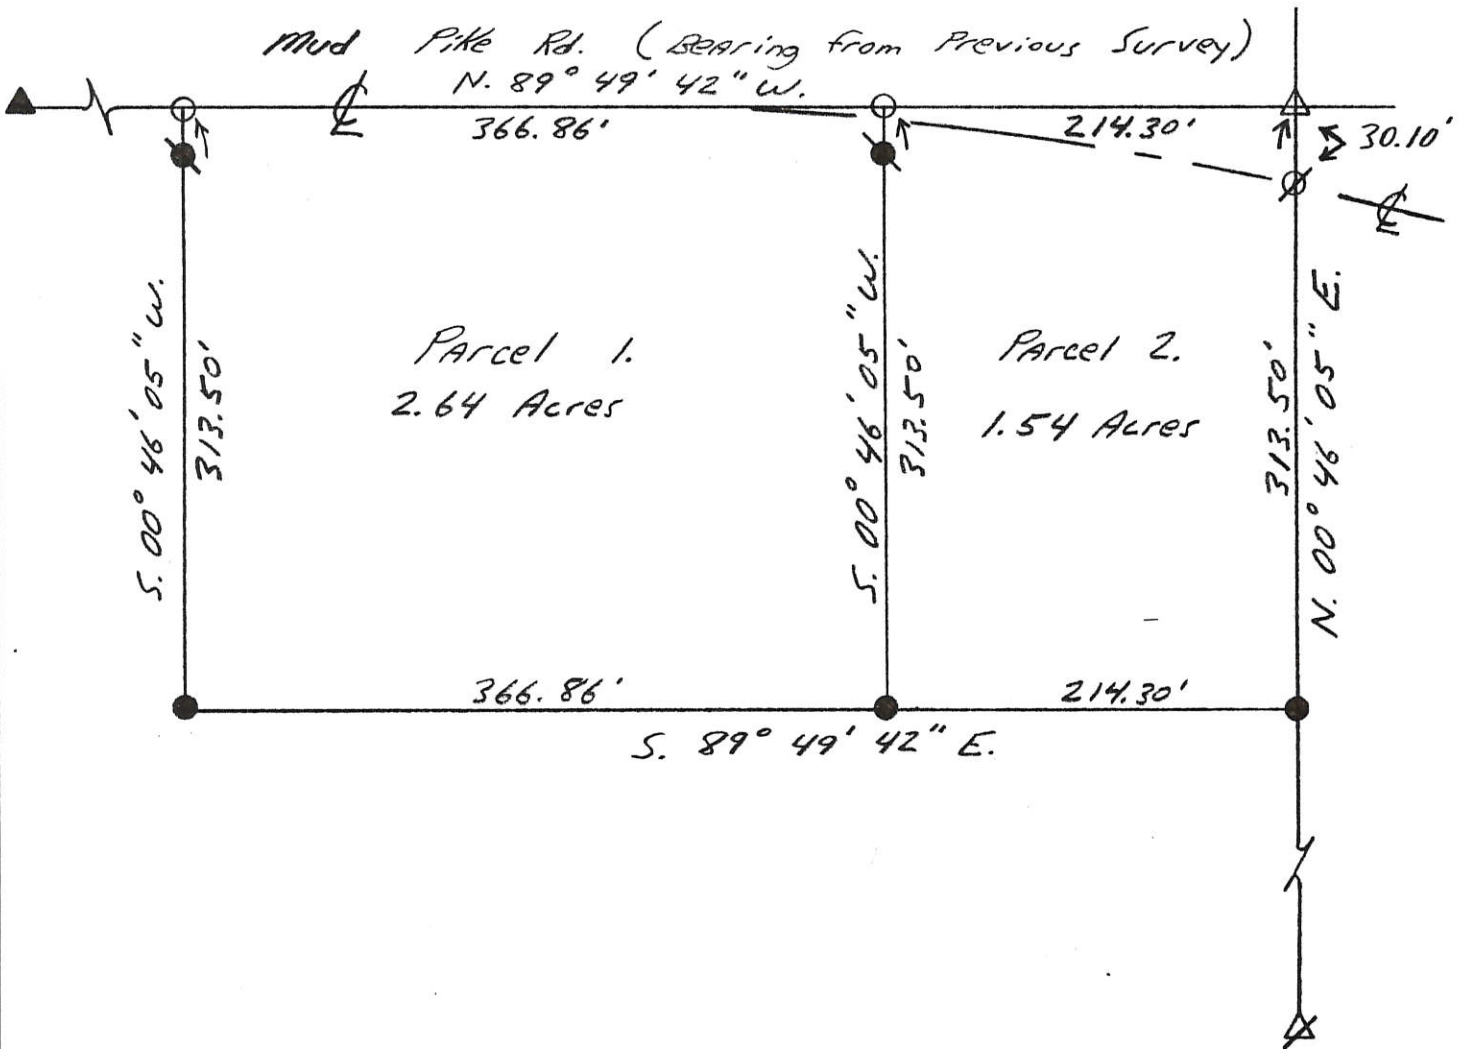 Mud Pike Rd. (Bearing from Previous Survey)
N. 89° 49' 42" W.
℄
366.86'
214.30'
30.10'
℄
S. 00° 46' 05" W.
313.50'
Parcel 1.
2.64 Acres
S. 00° 46' 05" W.
313.50'
Parcel 2.
1.54 Acres
313.50'
N. 00° 46' 05" E.
366.86'
214.30'
S. 89° 49' 42" E.